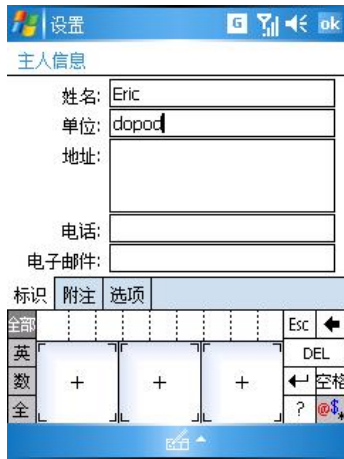 设置 G ok
主人信息
姓名: Eric
单位: dopod
地址:
电话:
电子邮件:
标识 附注 选项
全部 Esc
英 DEL
数 空格
全 ? @$*